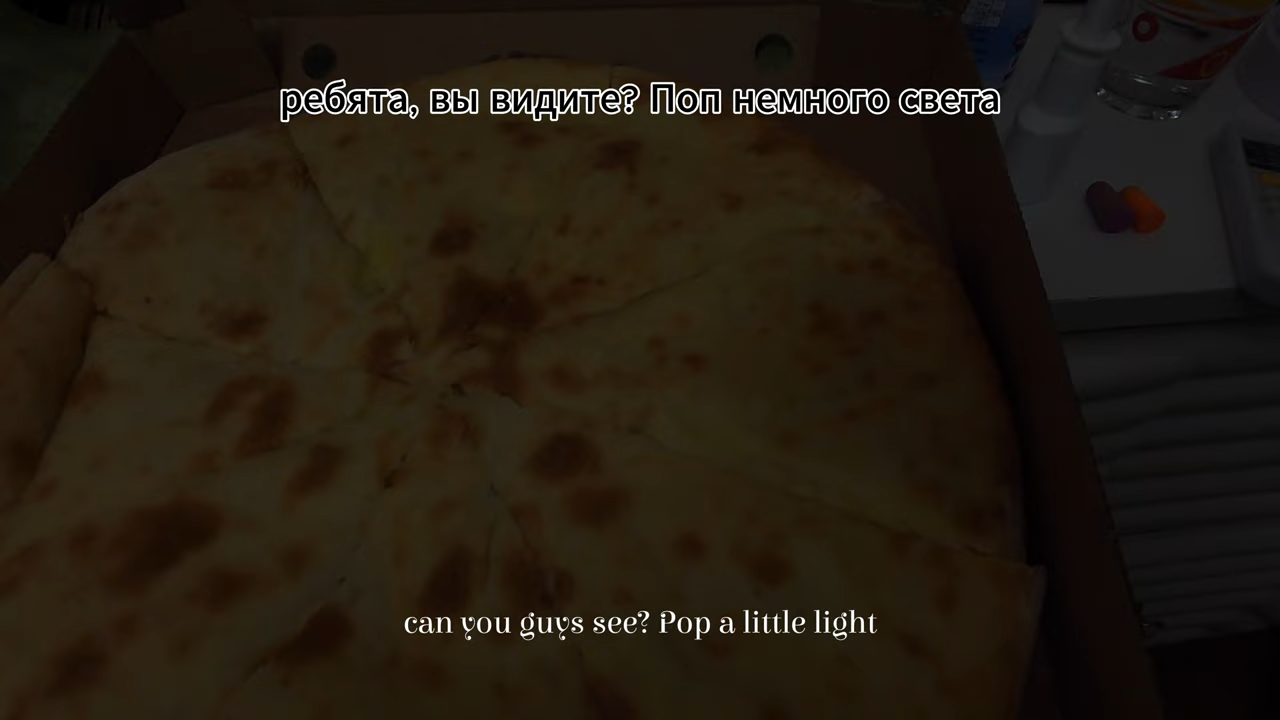 ребята, вы видите? Поп немного света
can you guys see? Pop a little light